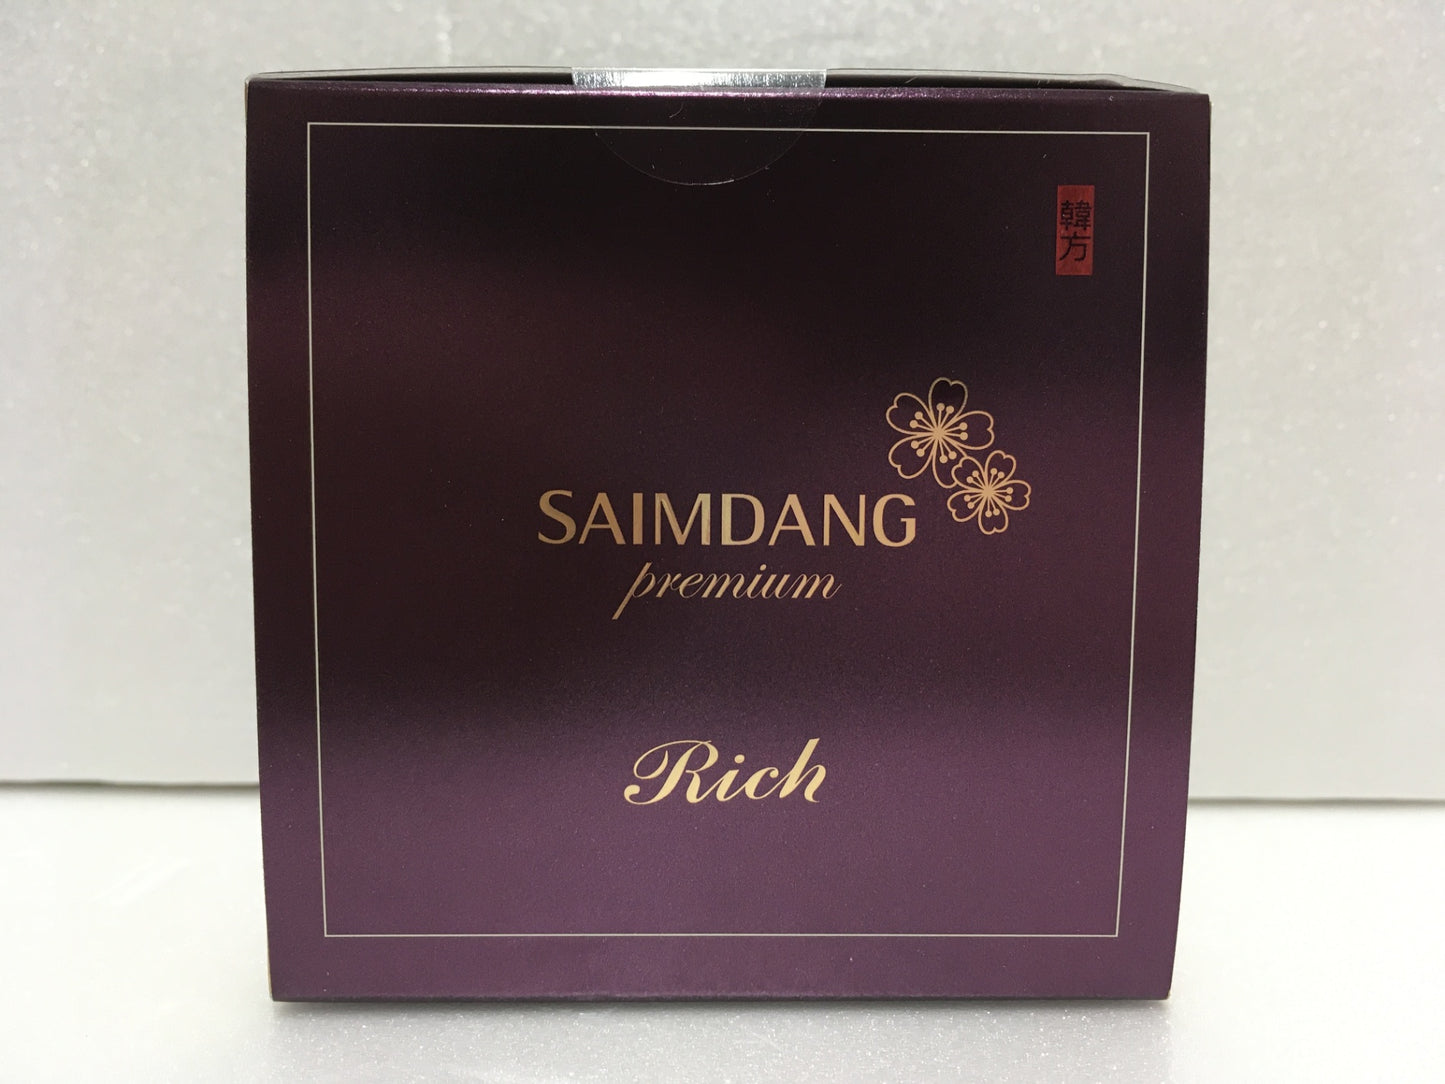 韓方
SAIMDANG
premium
Rich